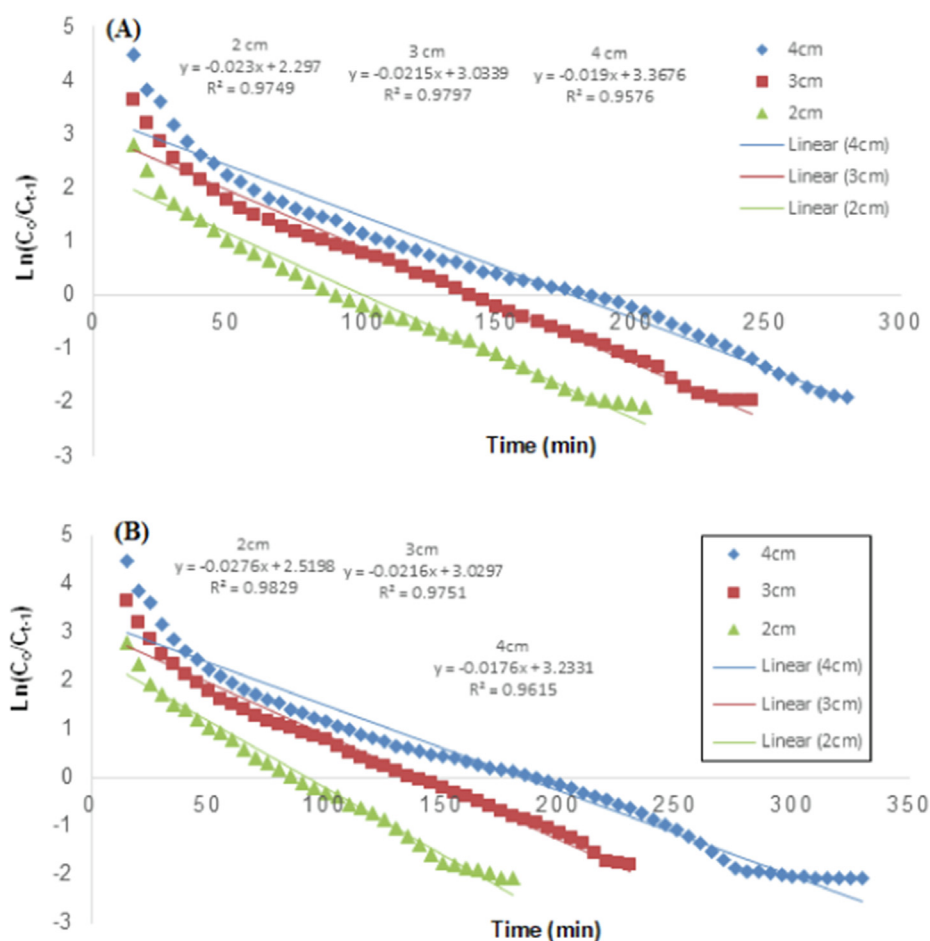 (A)
5
4
3
2
1
0
-1
-2
-3
Ln(C₀/Cₜ-1)
2 cm
y = -0.023x + 2.297
R² = 0.9749
3 cm
y = -0.0215x + 3.0339
R² = 0.9797
4 cm
y = -0.019x + 3.3676
R² = 0.9576
4cm
3cm
2cm
Linear (4cm)
Linear (3cm)
Linear (2cm)
0 50 100 150 200 250 300
Time (min)
(B)
5
4
3
2
1
0
-1
-2
-3
Ln(C₀/Cₜ-1)
2cm
y = -0.0276x + 2.5198
R² = 0.9829
3cm
y = -0.0216x + 3.0297
R² = 0.9751
4cm
y = -0.0176x + 3.2331
R² = 0.9615
4cm
3cm
2cm
Linear (4cm)
Linear (3cm)
Linear (2cm)
0 50 100 150 200 250 300 350
Time (min)